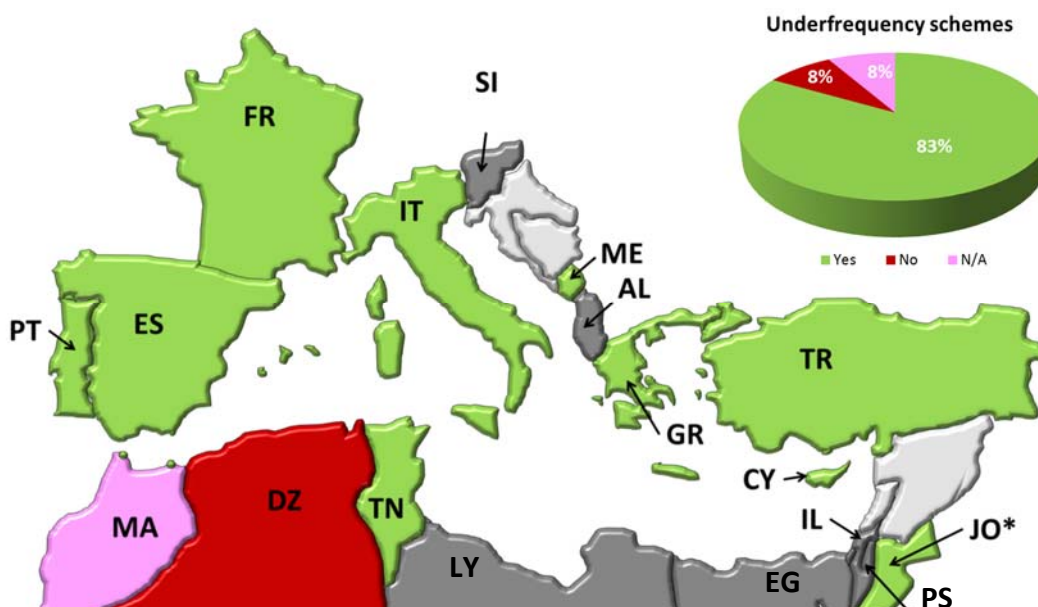 Underfrequency schemes
8%
8%
83%
Yes No N/A
SI
FR
IT
ME
AL
PT
ES
TR
GR
CY
MA
DZ
TN
IL
JO*
LY
EG
PS